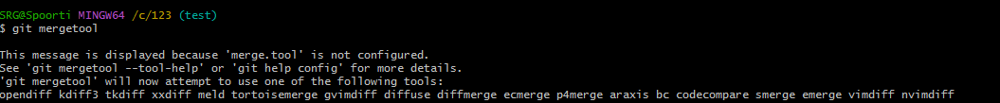 SRG@Spoorti MINGW64 /c/123 (test)
$ git mergetool
This message is displayed because 'merge.tool' is not configured.
See 'git mergetool --tool-help' or 'git help config' for more details.
'git mergetool' will now attempt to use one of the following tools:
opendiff kdiff3 tkdiff xxdiff meld tortoisemerge gvimdiff diffuse diffmerge ecmerge p4merge araxis bc codecompare smerge emerge vimdiff nvimdiff